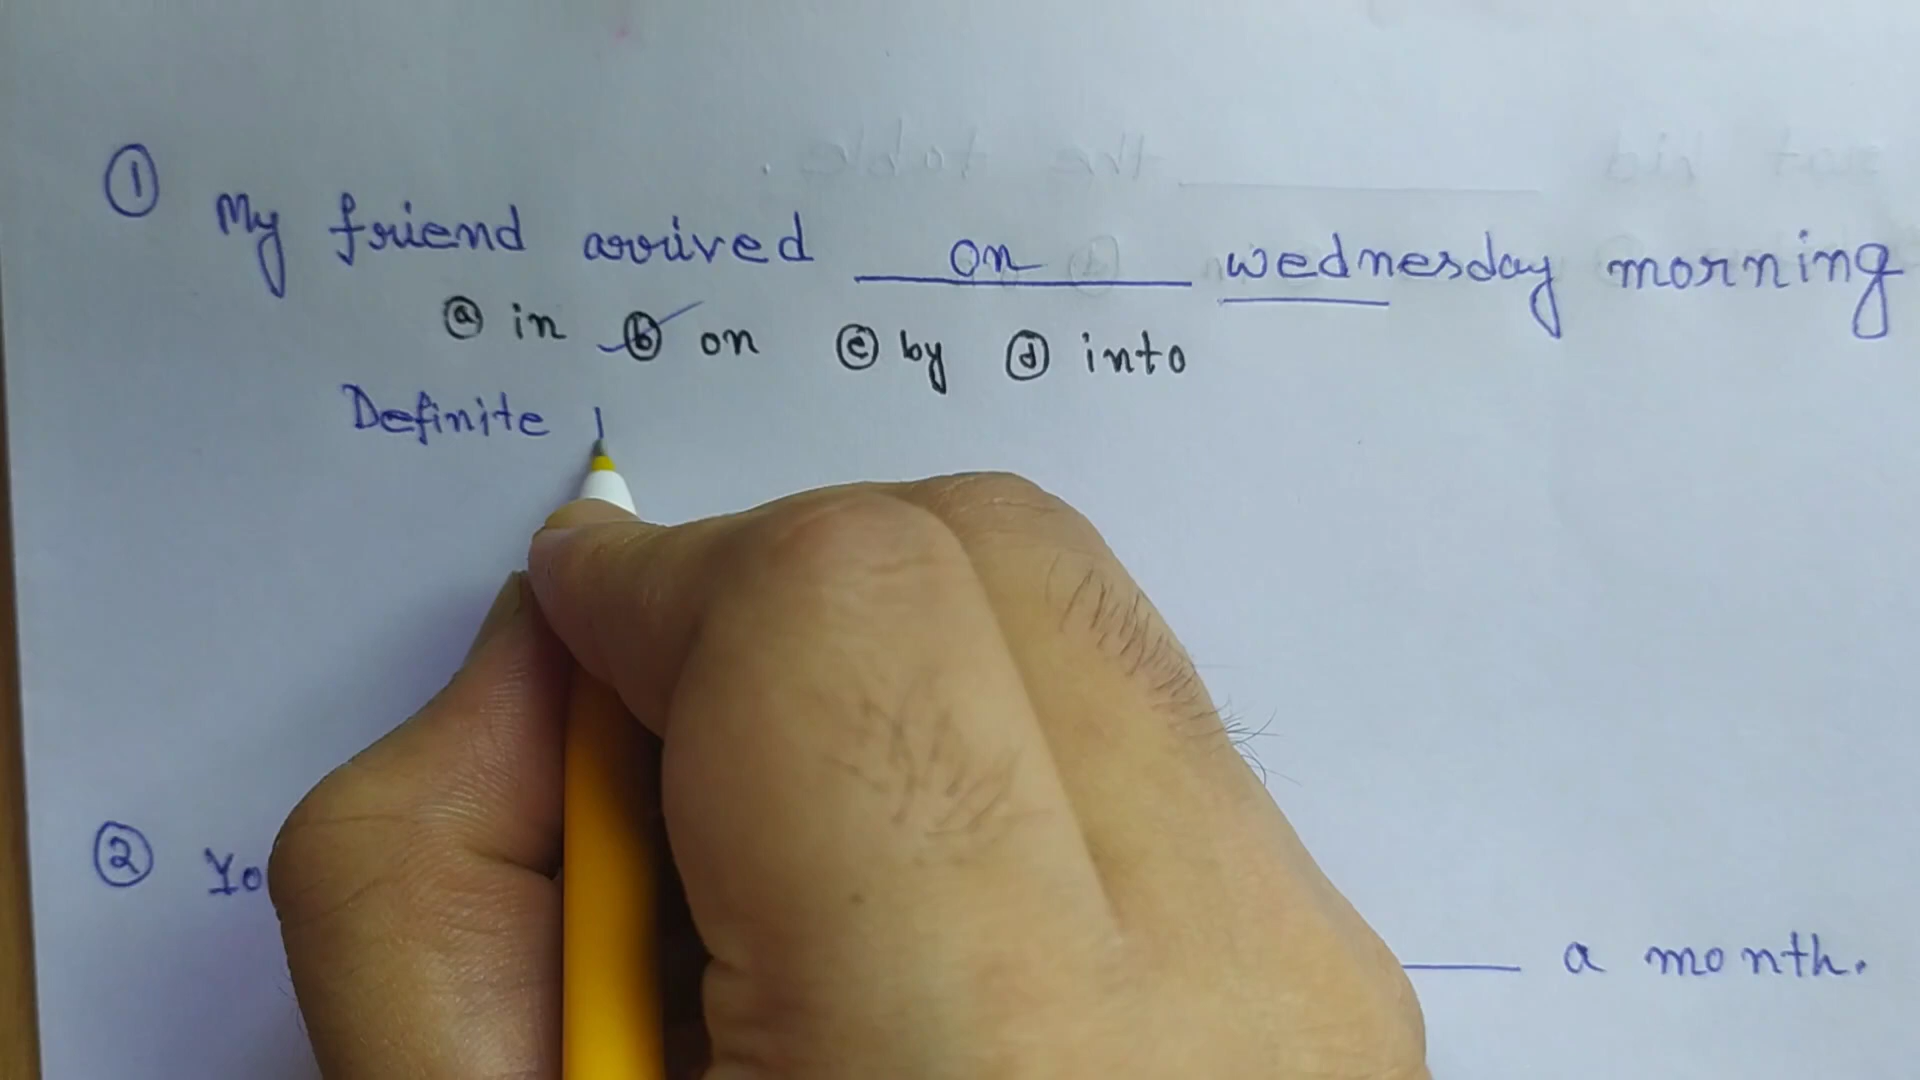 ① My friend arrived on wednesday morning
ⓐ in ⓑ on ⓒ by ⓓ into
Definite
② Yo
a month.